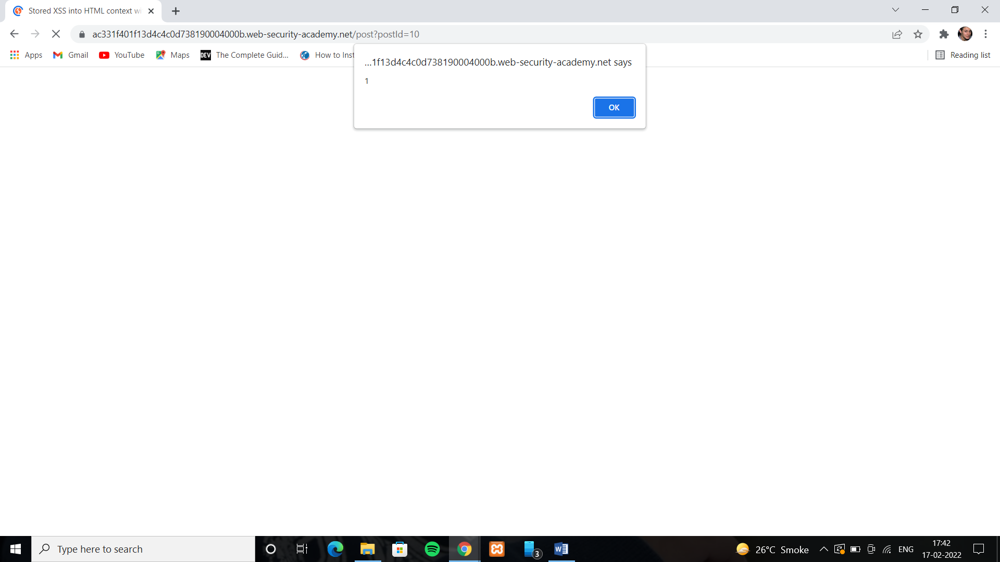 Stored XSS into HTML context wi
ac331f401f13d4c4c0d738190004000b.web-security-academy.net/post?postId=10
Apps
Gmail
YouTube
Maps
DEV
The Complete Guid...
How to Inst
Reading list
...1f13d4c4c0d738190004000b.web-security-academy.net says
1
OK
Type here to search
3
W
26°C Smoke
ENG
17:42
17-02-2022